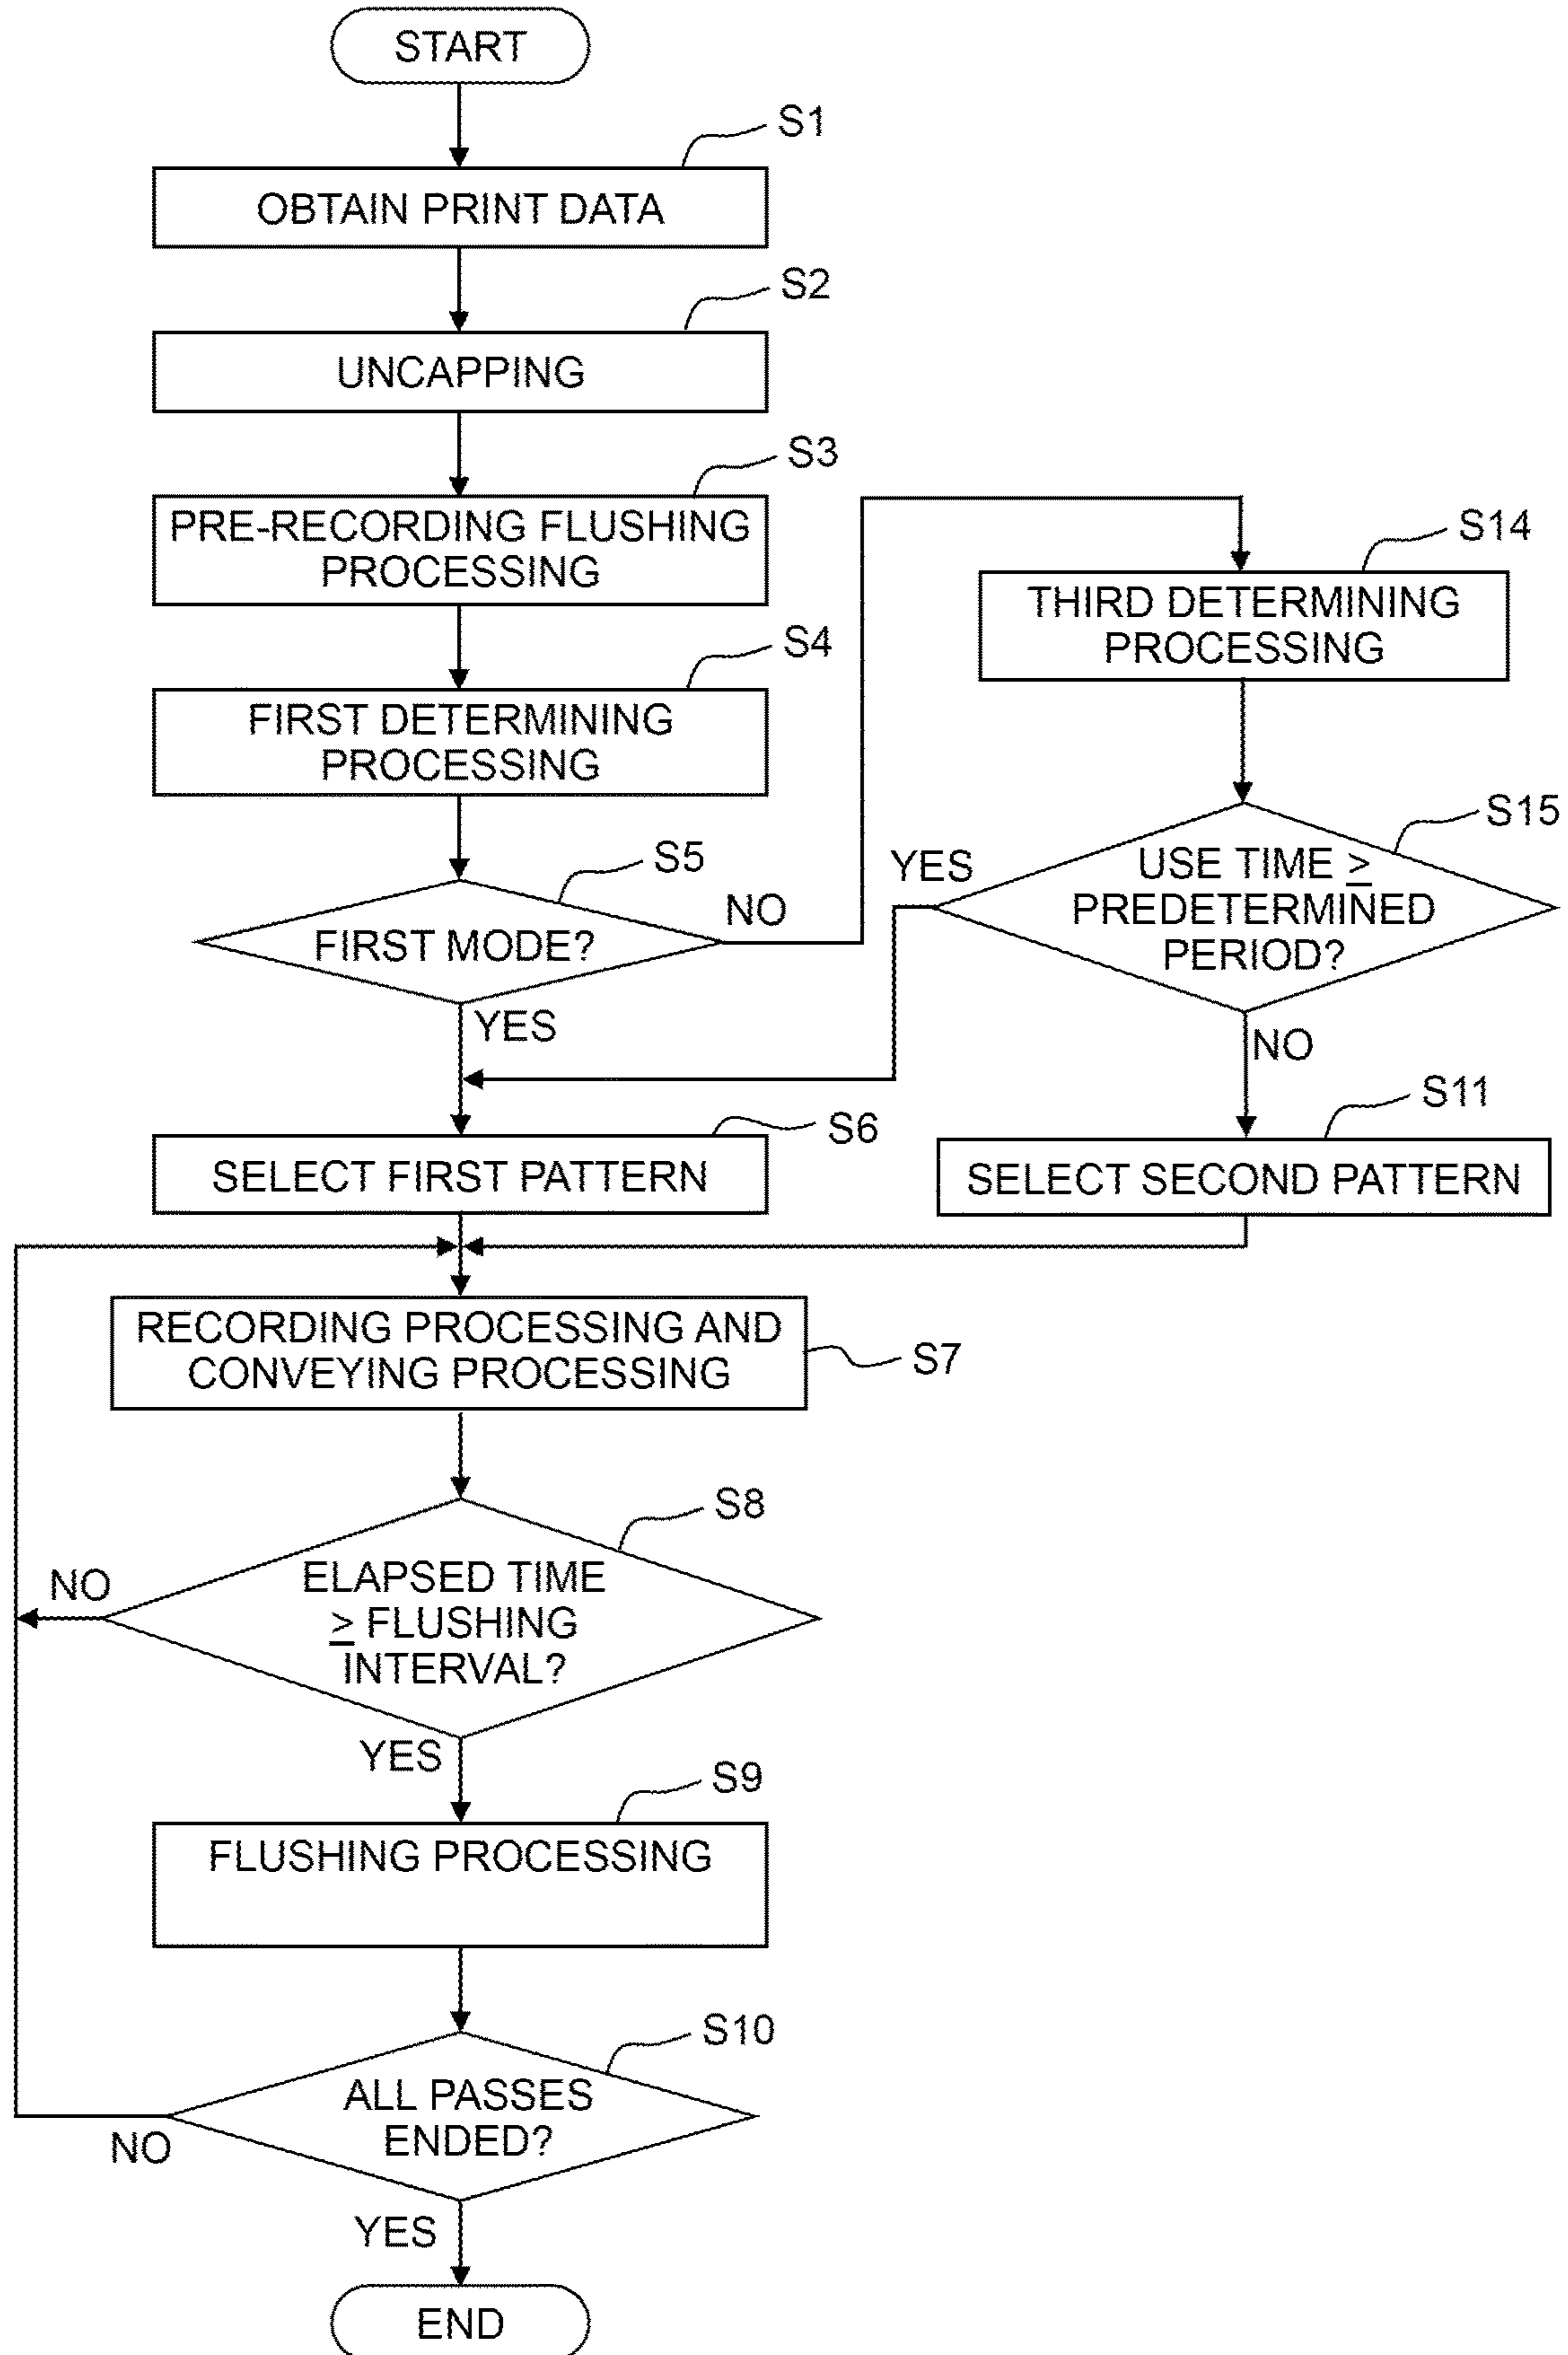 START
S1
OBTAIN PRINT DATA
S2
UNCAPPING
S3
PRE-RECORDING FLUSHING
PROCESSING
S14
THIRD DETERMINING
PROCESSING
S4
FIRST DETERMINING
PROCESSING
S5
FIRST MODE?
NO
YES
S15
USE TIME ≥
PREDETERMINED
PERIOD?
YES
NO
S6
SELECT FIRST PATTERN
S11
SELECT SECOND PATTERN
RECORDING PROCESSING AND
CONVEYING PROCESSING
S7
S8
ELAPSED TIME
≥ FLUSHING
INTERVAL?
NO
YES
S9
FLUSHING PROCESSING
S10
ALL PASSES
ENDED?
NO
YES
END